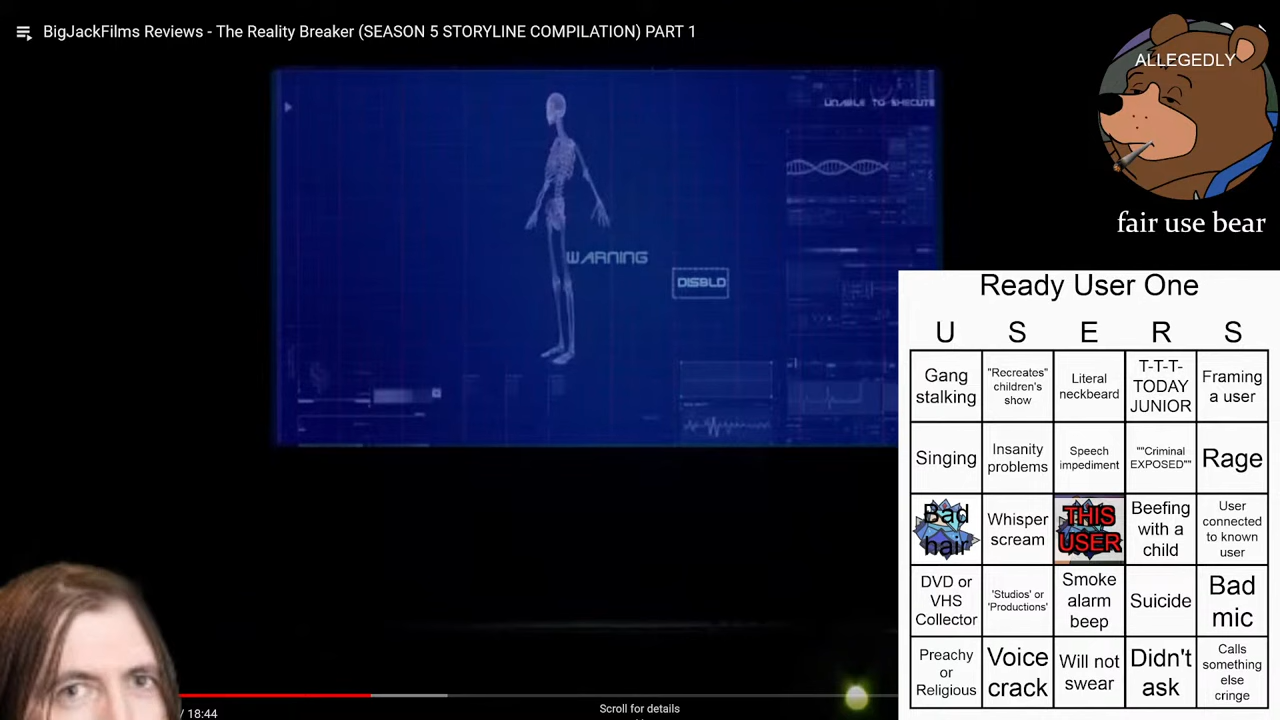 BigJackFilms Reviews - The Reality Breaker (SEASON 5 STORYLINE COMPILATION) PART 1
ALLEGEDLY
fair use bear
UNABLE TO EXECUTE
WARNING
DISBLD
Ready User One
U S E R S
Gang
stalking
"Recreates"
children's
show
Literal
neckbeard
T-T-T-
TODAY
JUNIOR
Framing
a user
Singing
Insanity
problems
Speech
impediment
""Criminal
EXPOSED""
Rage
Bad
hair
Whisper
scream
THIS
USER
Beefing
with a
child
User
connected
to known
user
DVD or
VHS
Collector
'Studios' or
'Productions'
Smoke
alarm
beep
Suicide
Bad
mic
Preachy
or
Religious
Voice
crack
Will not
swear
Didn't
ask
Calls
something
else
cringe
/ 18:44
Scroll for details